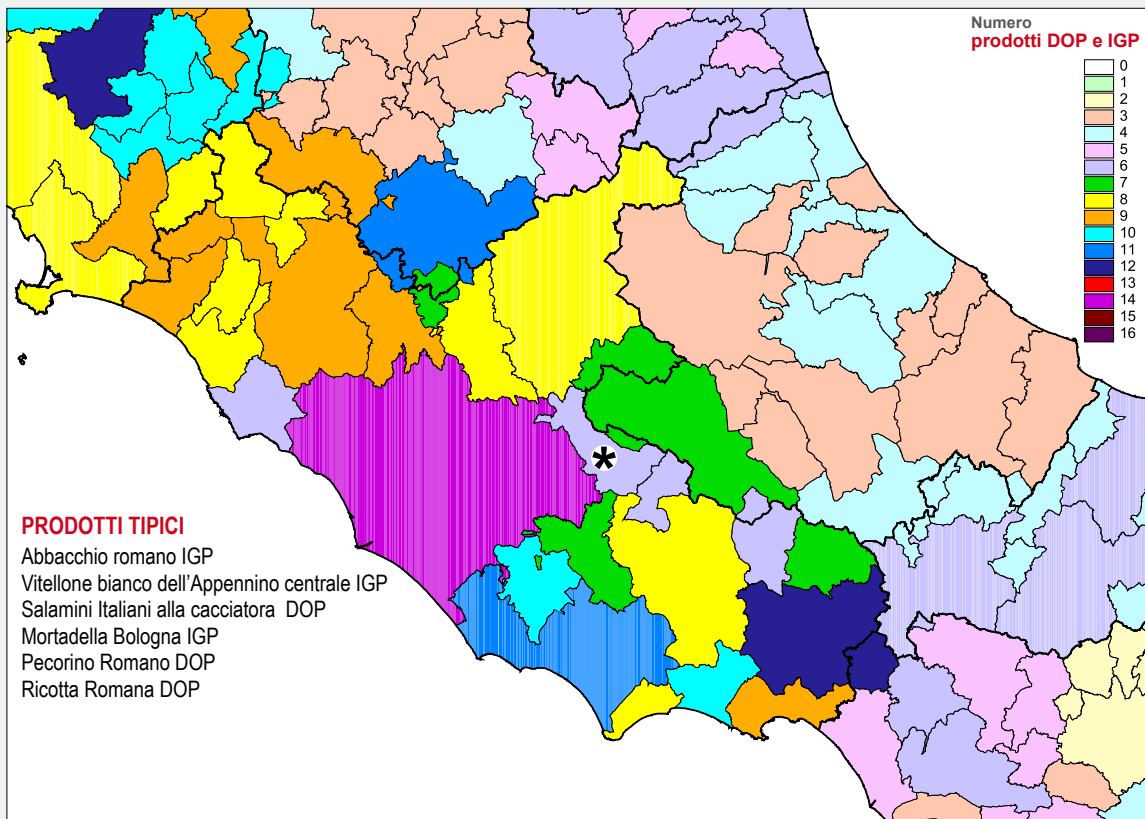 Numero
prodotti DOP e IGP
0
1
2
3
4
5
6
7
8
9
10
11
12
13
14
15
16
*
PRODOTTI TIPICI
Abbacchio romano IGP
Vitellone bianco dell'Appennino centrale IGP
Salamini Italiani alla cacciatora DOP
Mortadella Bologna IGP
Pecorino Romano DOP
Ricotta Romana DOP